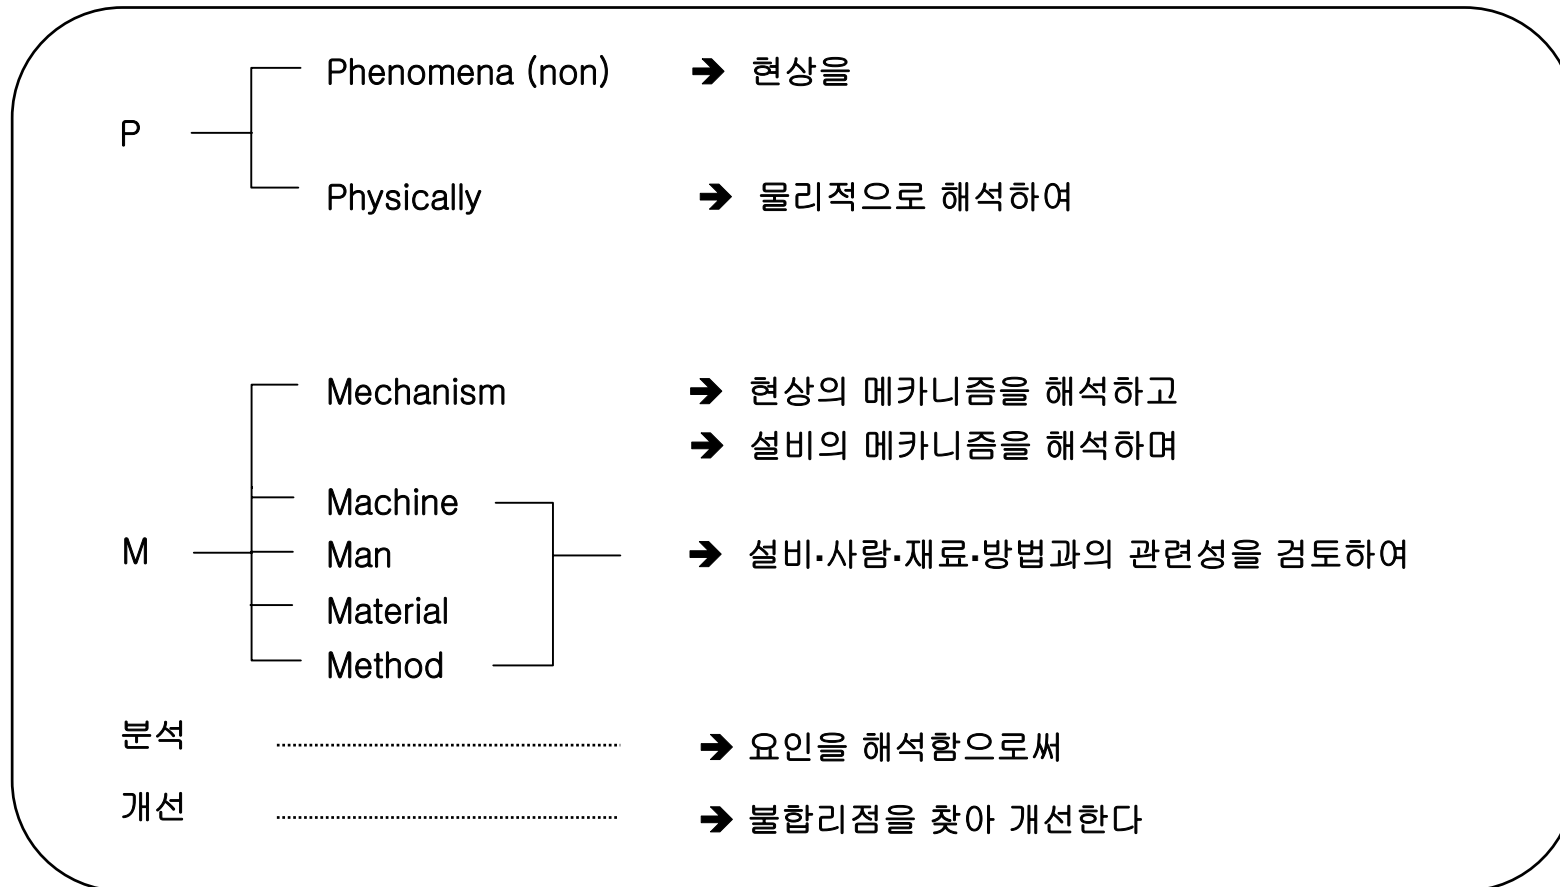 Phenomena (non) ➔ 현상을
P
Physically ➔ 물리적으로 해석하여
Mechanism ➔ 현상의 메카니즘을 해석하고
➔ 설비의 메카니즘을 해석하며
Machine
M Man ➔ 설비·사람·재료·방법과의 관련성을 검토하여
Material
Method
분석 ➔ 요인을 해석함으로써
개선 ➔ 불합리점을 찾아 개선한다